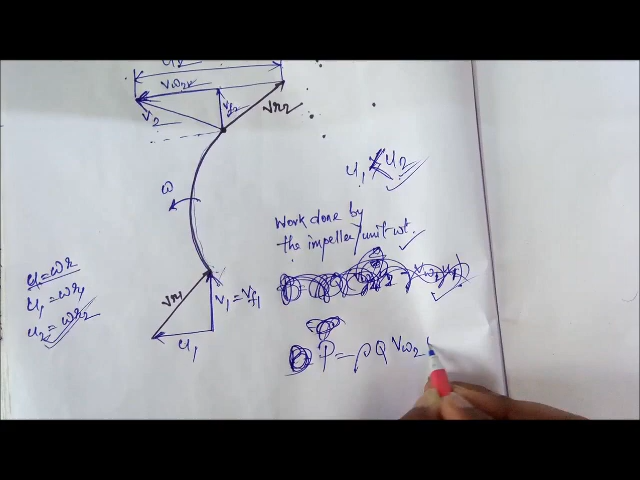 u2
Vw2
V2
Vf2
Vr2
u1 ≠ u2
ω
Work done by
the impeller/unit wt.
u = ωr
u1 = ωr1
u2 = ωr2
Vr1
V1 = Vf1
u1
P = ρQ Vw2